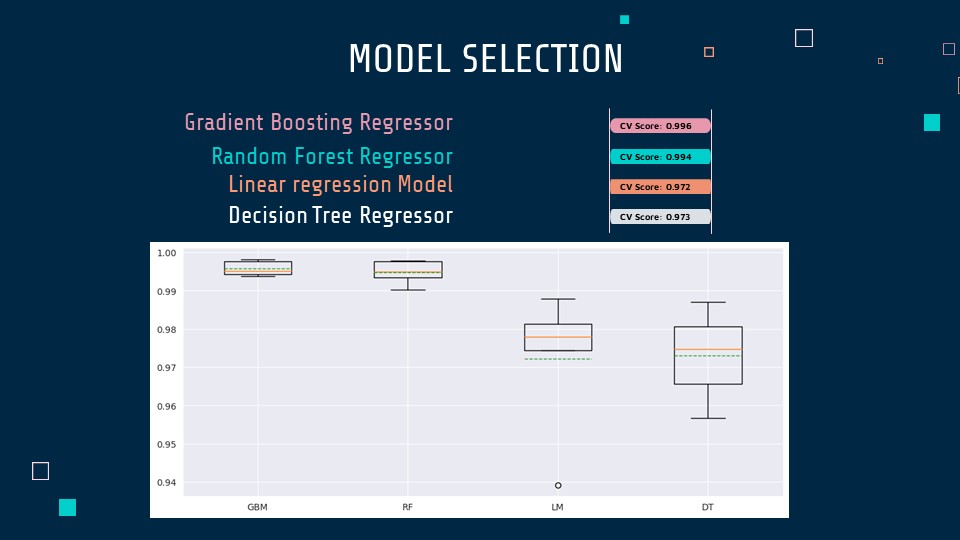 MODEL SELECTION
Gradient Boosting Regressor
CV Score: 0.996
Random Forest Regressor
CV Score: 0.994
Linear regression Model
CV Score: 0.972
Decision Tree Regressor
CV Score: 0.973
1.00
0.99
0.98
0.97
0.96
0.95
0.94
GBM RF LM DT